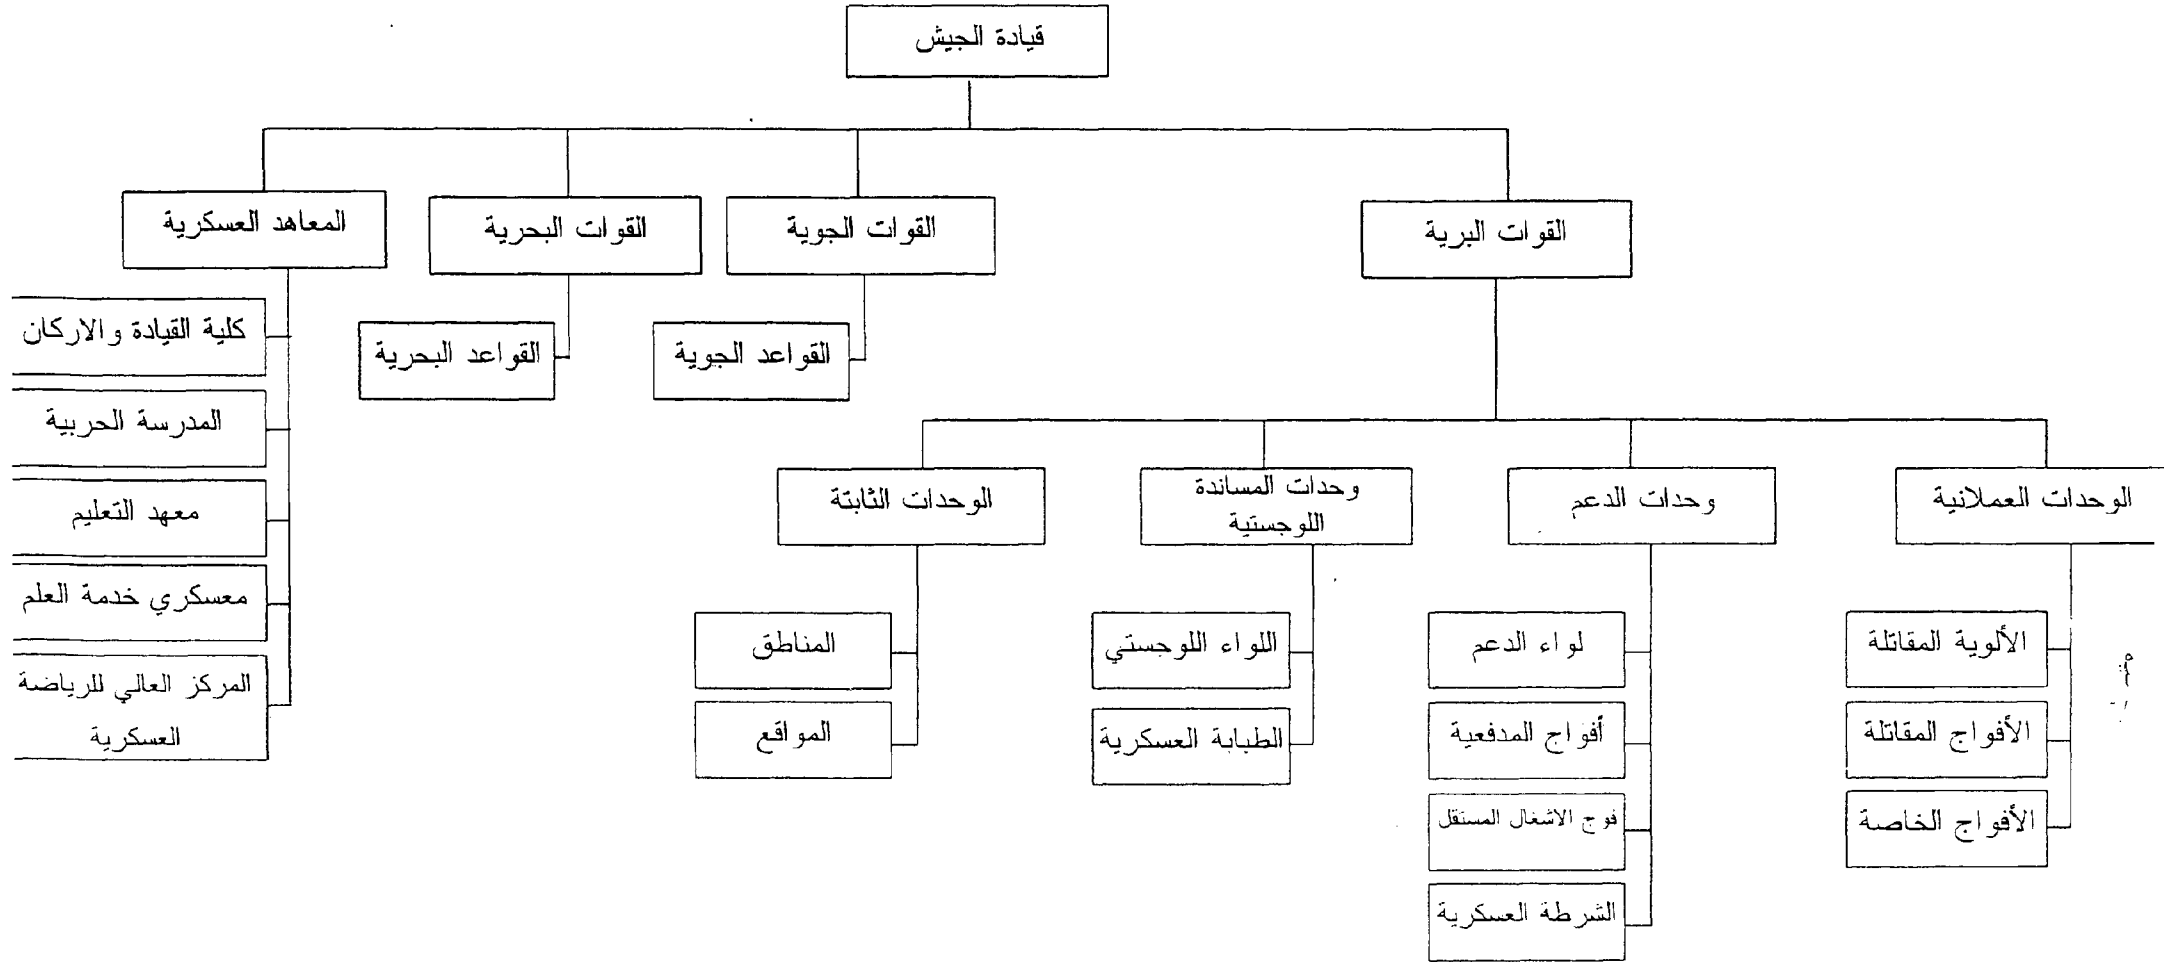 قيادة الجيش
القوات البرية
القوات الجوية
القوات البحرية
المعاهد العسكرية
القواعد الجوية
القواعد البحرية
كلية القيادة والاركان
المدرسة الحربية
معهد التعليم
معسكري خدمة العلم
المركز العالي للرياضة
العسكرية
الوحدات العملانية
وحدات الدعم
وحدات المساندة
اللوجستية
الوحدات الثابتة
الألوية المقاتلة
الأفواج المقاتلة
الأفواج الخاصة
لواء الدعم
أفواج المدفعية
فوج الاشغال المستقل
الشرطة العسكرية
اللواء اللوجستي
الطبابة العسكرية
المناطق
المواقع